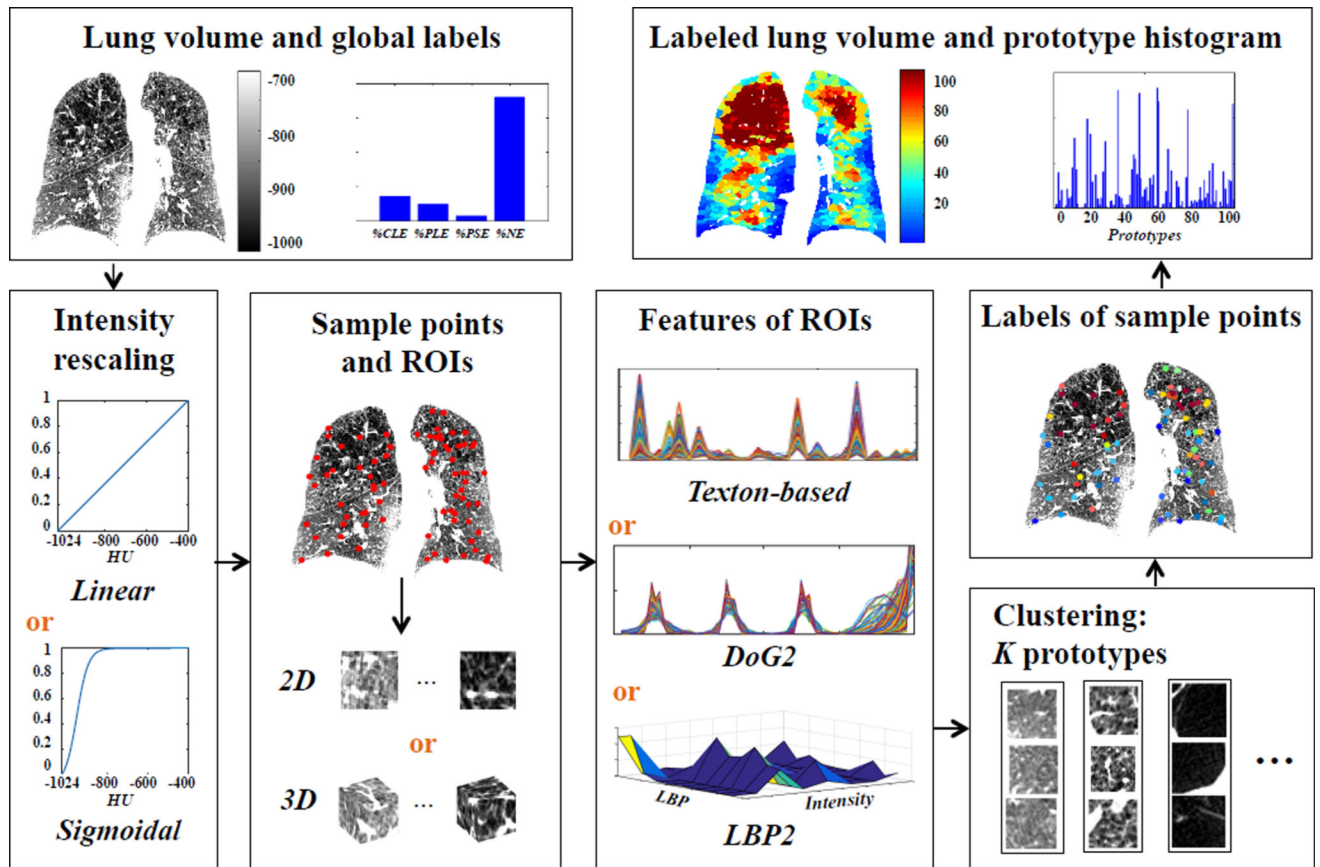 Lung volume and global labels
-700
-800
-900
-1000
%CLE %PLE %PSE %NE
Labeled lung volume and prototype histogram
100
80
60
40
20
0 20 40 60 80 100
Prototypes
Intensity
rescaling
1
0.8
0.6
0.4
0.2
0
-1024 -800 -600 -400
HU
Linear
or
1
0.8
0.6
0.4
0.2
0
-1024 -800 -600 -400
HU
Sigmoidal
Sample points
and ROIs
2D ...
or
3D ...
Features of ROIs
Texton-based
or
DoG2
or
LBP Intensity
LBP2
Labels of sample points
Clustering:
K prototypes
...